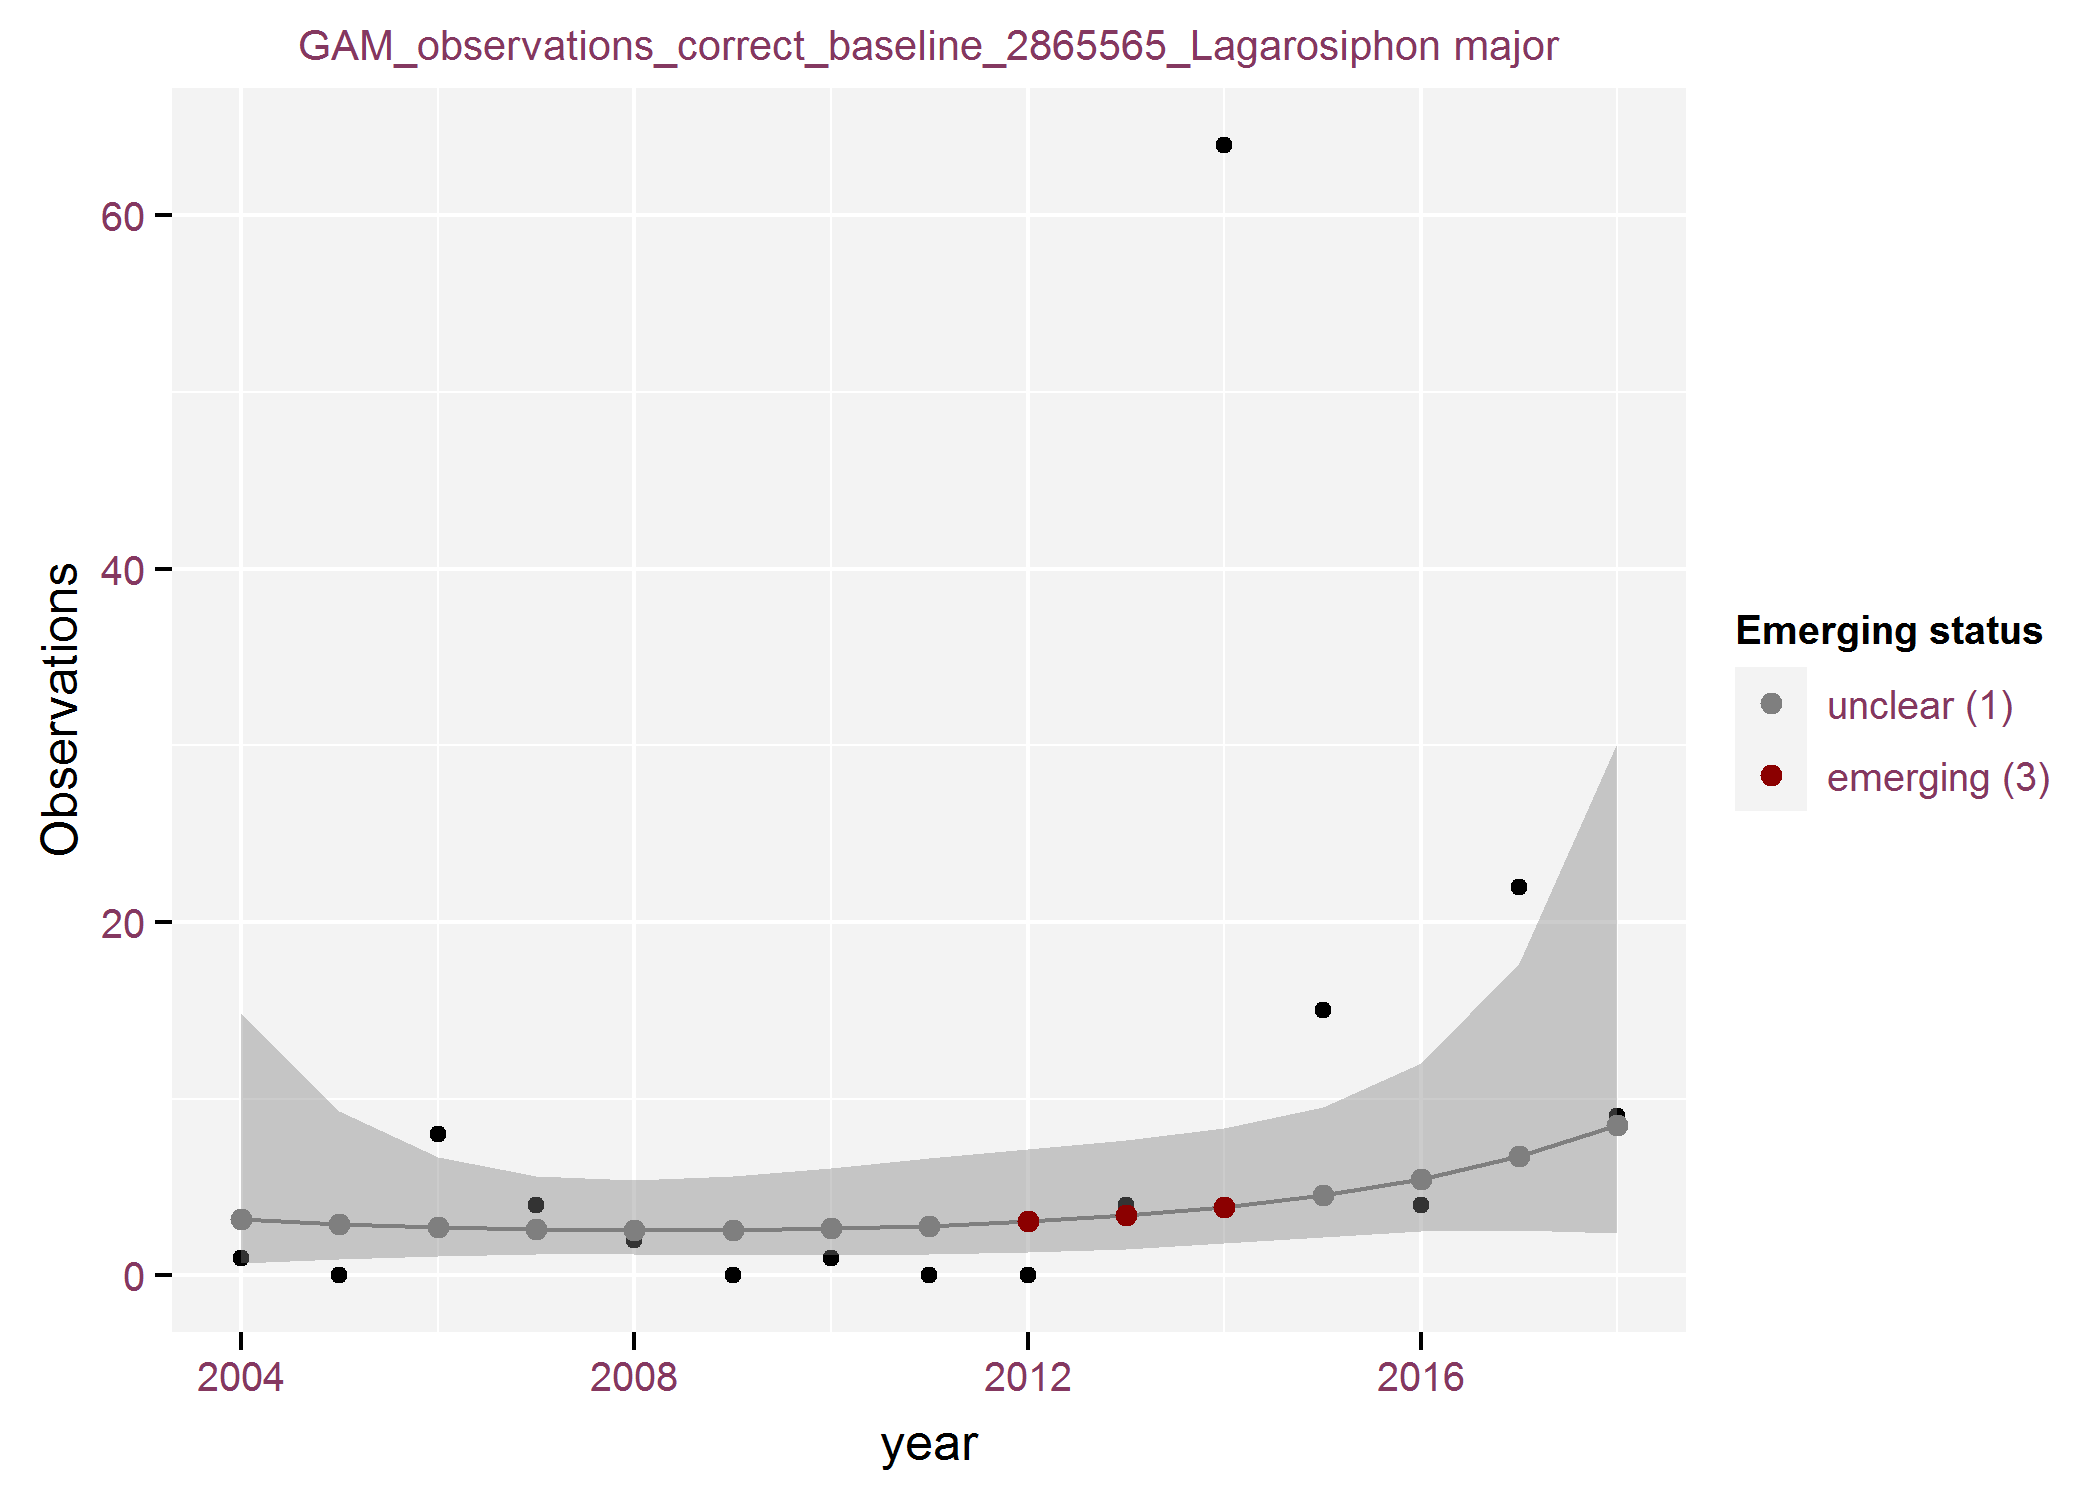 GAM_observations_correct_baseline_2865565_Lagarosiphon major
Observations
60
40
20
0
2004
2008
2012
2016
year
Emerging status
unclear (1)
emerging (3)